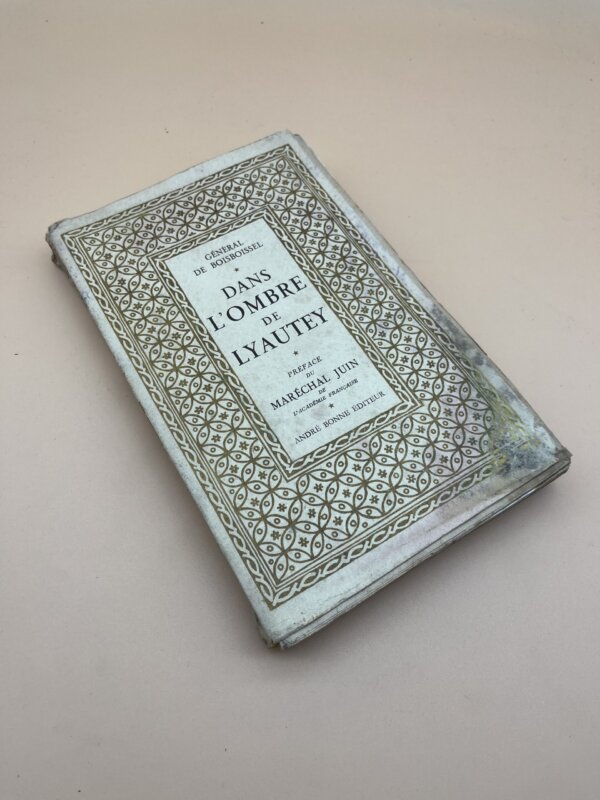 GÉNÉRAL
DE BOISBOISSEL
DANS
L'OMBRE
DE
LYAUTEY
PRÉFACE
DU
MARÉCHAL JUIN
DE
L'ACADÉMIE FRANÇAISE
ANDRÉ BONNE EDITEUR